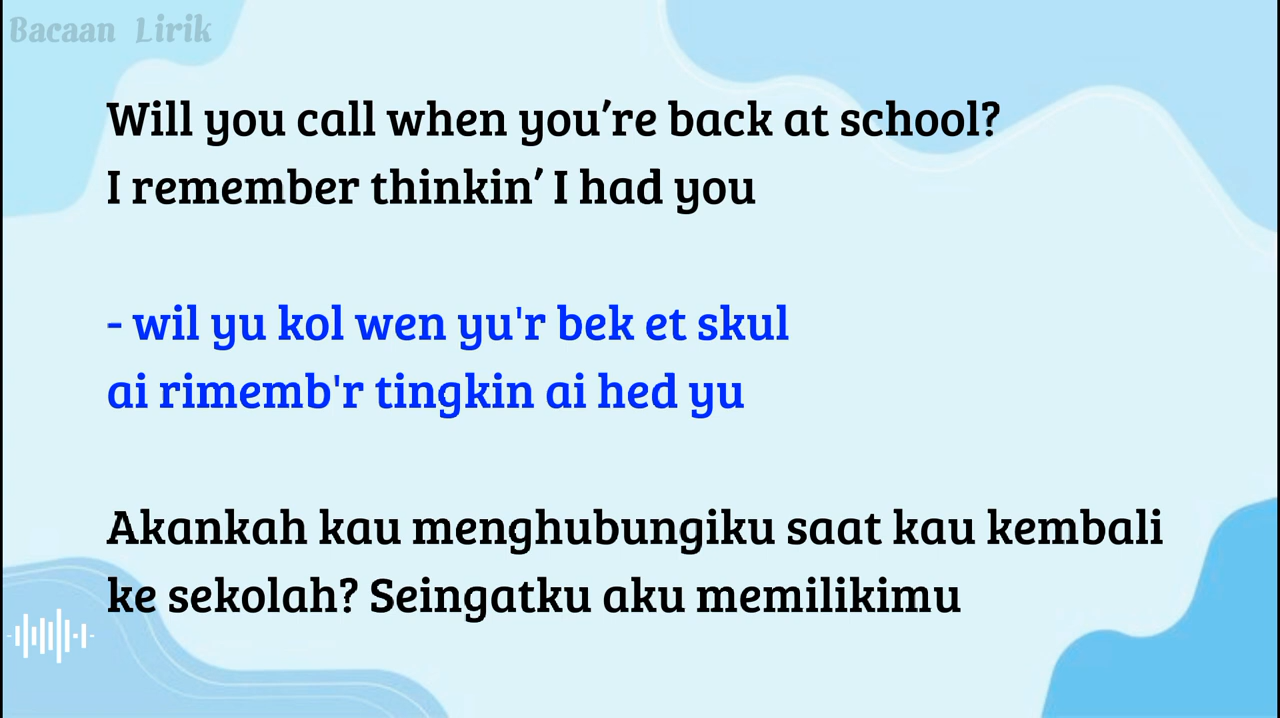 Bacaan Lirik
Will you call when you’re back at school?
I remember thinkin’ I had you
- wil yu kol wen yu'r bek et skul
ai rimemb'r tingkin ai hed yu
Akankah kau menghubungiku saat kau kembali
ke sekolah? Seingatku aku memilikimu